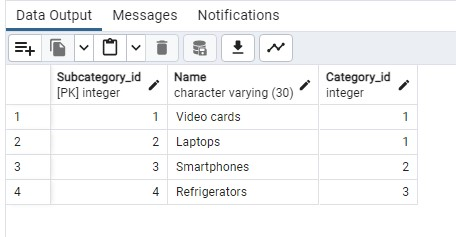 Data Output Messages Notifications
Subcategory_id Name Category_id
[PK] integer character varying (30) integer
1 1 Video cards 1
2 2 Laptops 1
3 3 Smartphones 2
4 4 Refrigerators 3